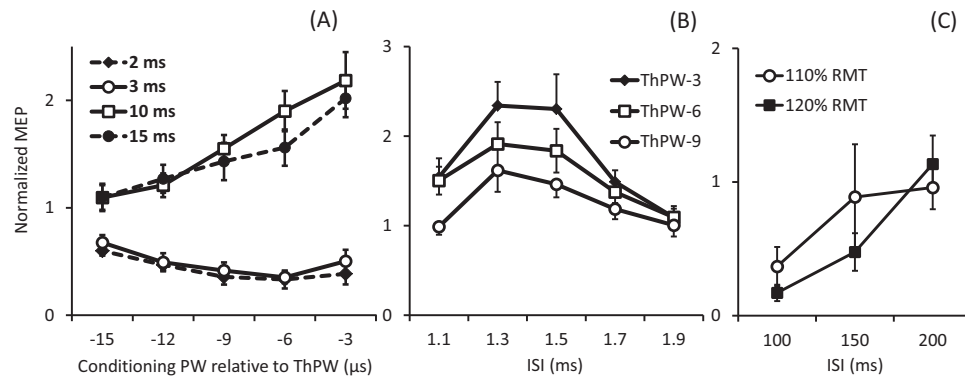 (A)
Normalized MEP
2 ms
3 ms
10 ms
15 ms
2
1
0
-15 -12 -9 -6 -3
Conditioning PW relative to ThPW (µs)
(B)
ThPW-3
ThPW-6
ThPW-9
3
2
1
0
1.1 1.3 1.5 1.7 1.9
ISI (ms)
(C)
110% RMT
120% RMT
2
1
0
100 150 200
ISI (ms)